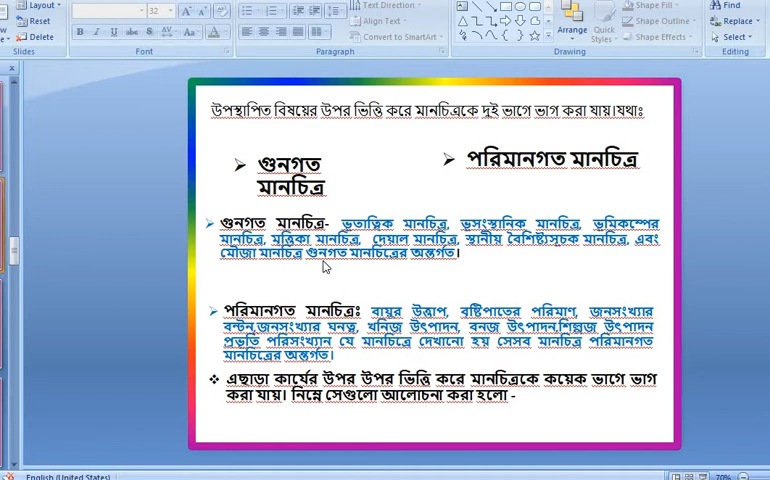 Layout
Text Direction
Shape Fill
Find
Reset
32
Align Text
Shape Outline
Replace
Delete
Convert to SmartArt
Arrange
Quick Styles
Shape Effects
Select
Slides
Font
Paragraph
Drawing
Editing
উপস্থাপিত বিষয়ের উপর ভিত্তি করে মানচিত্রকে দুই ভাগে ভাগ করা যায়।যথাঃ
➢ গুনগত
মানচিত্র
➢ পরিমানগত মানচিত্র
➢ গুনগত মানচিত্র- ভূতাত্বিক মানচিত্র, ভূসংস্থানিক মানচিত্র, ভূমিকম্পের
মানচিত্র, মৃত্তিকা মানচিত্র, দেয়াল মানচিত্র, স্থানীয় বৈশিষ্ট্যসূচক মানচিত্র, এবং
মৌজা মানচিত্র গুনগত মানচিত্রের অন্তর্গত।
➢ পরিমানগত মানচিত্রঃ বায়ুর উত্তাপ, বৃষ্টিপাতের পরিমাণ, জনসংখ্যার
বন্টন,জনসংখ্যার ঘনত্ব, খনিজ উৎপাদন, বনজ উৎপাদন,শিল্পজ উৎপাদন
প্রভৃতি পরিসংখ্যান যে মানচিত্রে দেখানো হয় সেসব মানচিত্র পরিমানগত
মানচিত্রের অন্তর্গত।
❖ এছাড়া কার্যের উপর উপর ভিত্তি করে মানচিত্রকে কয়েক ভাগে ভাগ
করা যায়। নিম্নে সেগুলো আলোচনা করা হলো -
English (United States)
70%